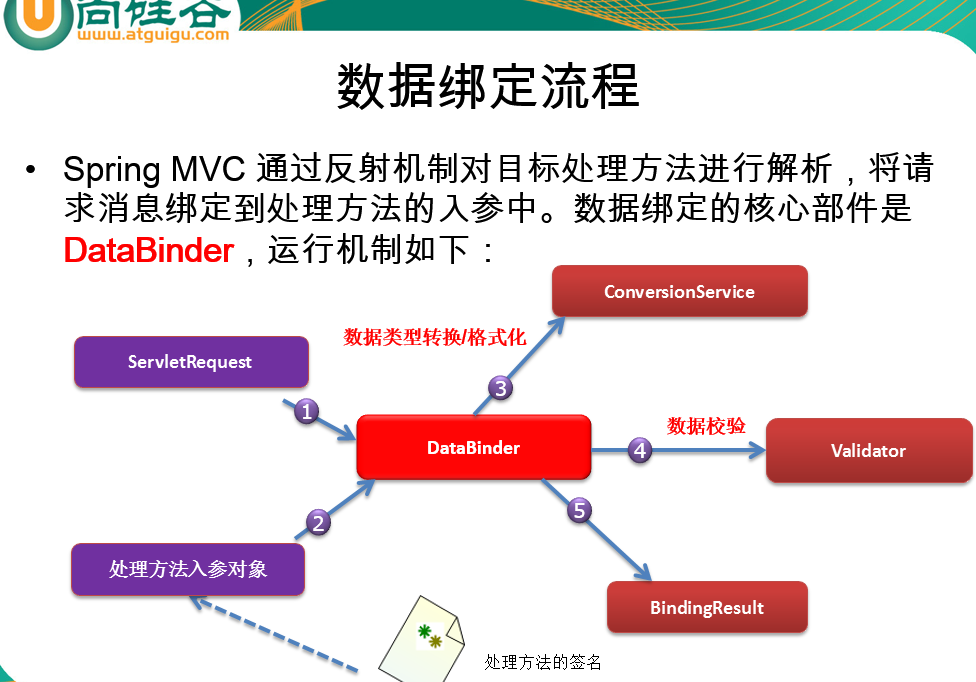 尚硅谷
www.atguigu.com
数据绑定流程
• Spring MVC 通过反射机制对目标处理方法进行解析，将请
求消息绑定到处理方法的入参中。数据绑定的核心部件是
DataBinder，运行机制如下：
ConversionService
数据类型转换/格式化
ServletRequest
3
1
数据校验
DataBinder
4
Validator
5
2
处理方法入参对象
BindingResult
处理方法的签名